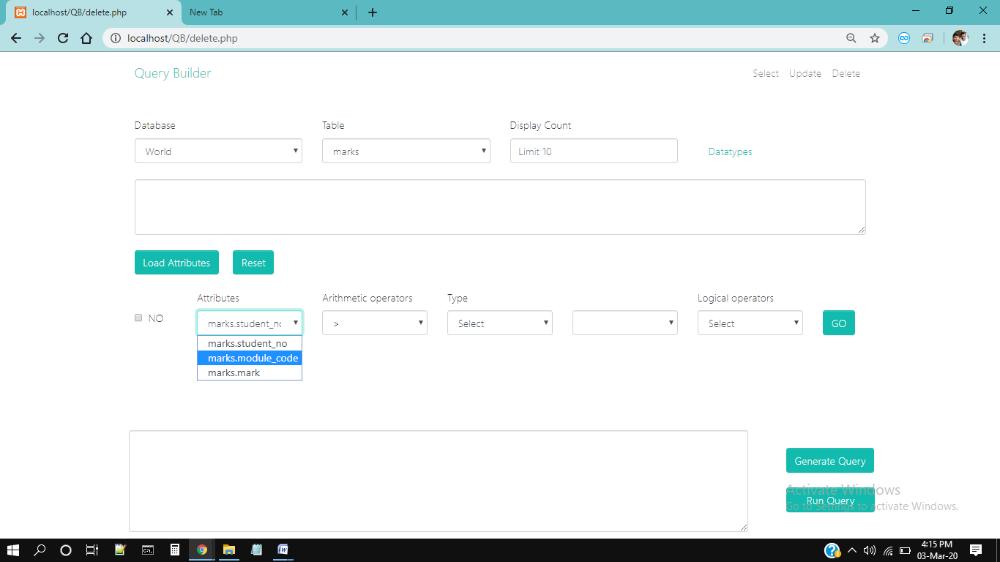 localhost/QB/delete.php
New Tab
localhost/QB/delete.php
Query Builder
Select Update Delete
Database Table Display Count
World marks Limit 10 Datatypes
Load Attributes Reset
Attributes Arithmetic operators Type Logical operators
NO marks.student_no > Select Select GO
marks.student_no
marks.module_code
marks.mark
Generate Query
Activate Windows
Run Query
Go to Settings to activate Windows.
4:15 PM
03-Mar-20